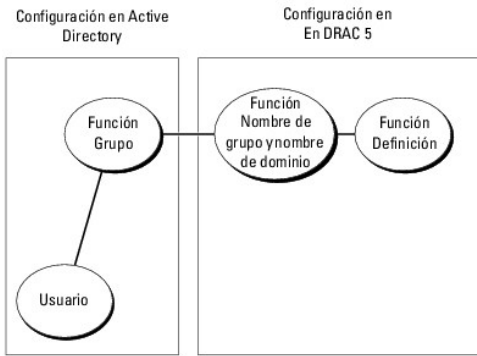 Configuración en Active
Directory
Configuración en
En DRAC 5
Función
Grupo
Función
Nombre de
grupo y nombre
de dominio
Función
Definición
Usuario